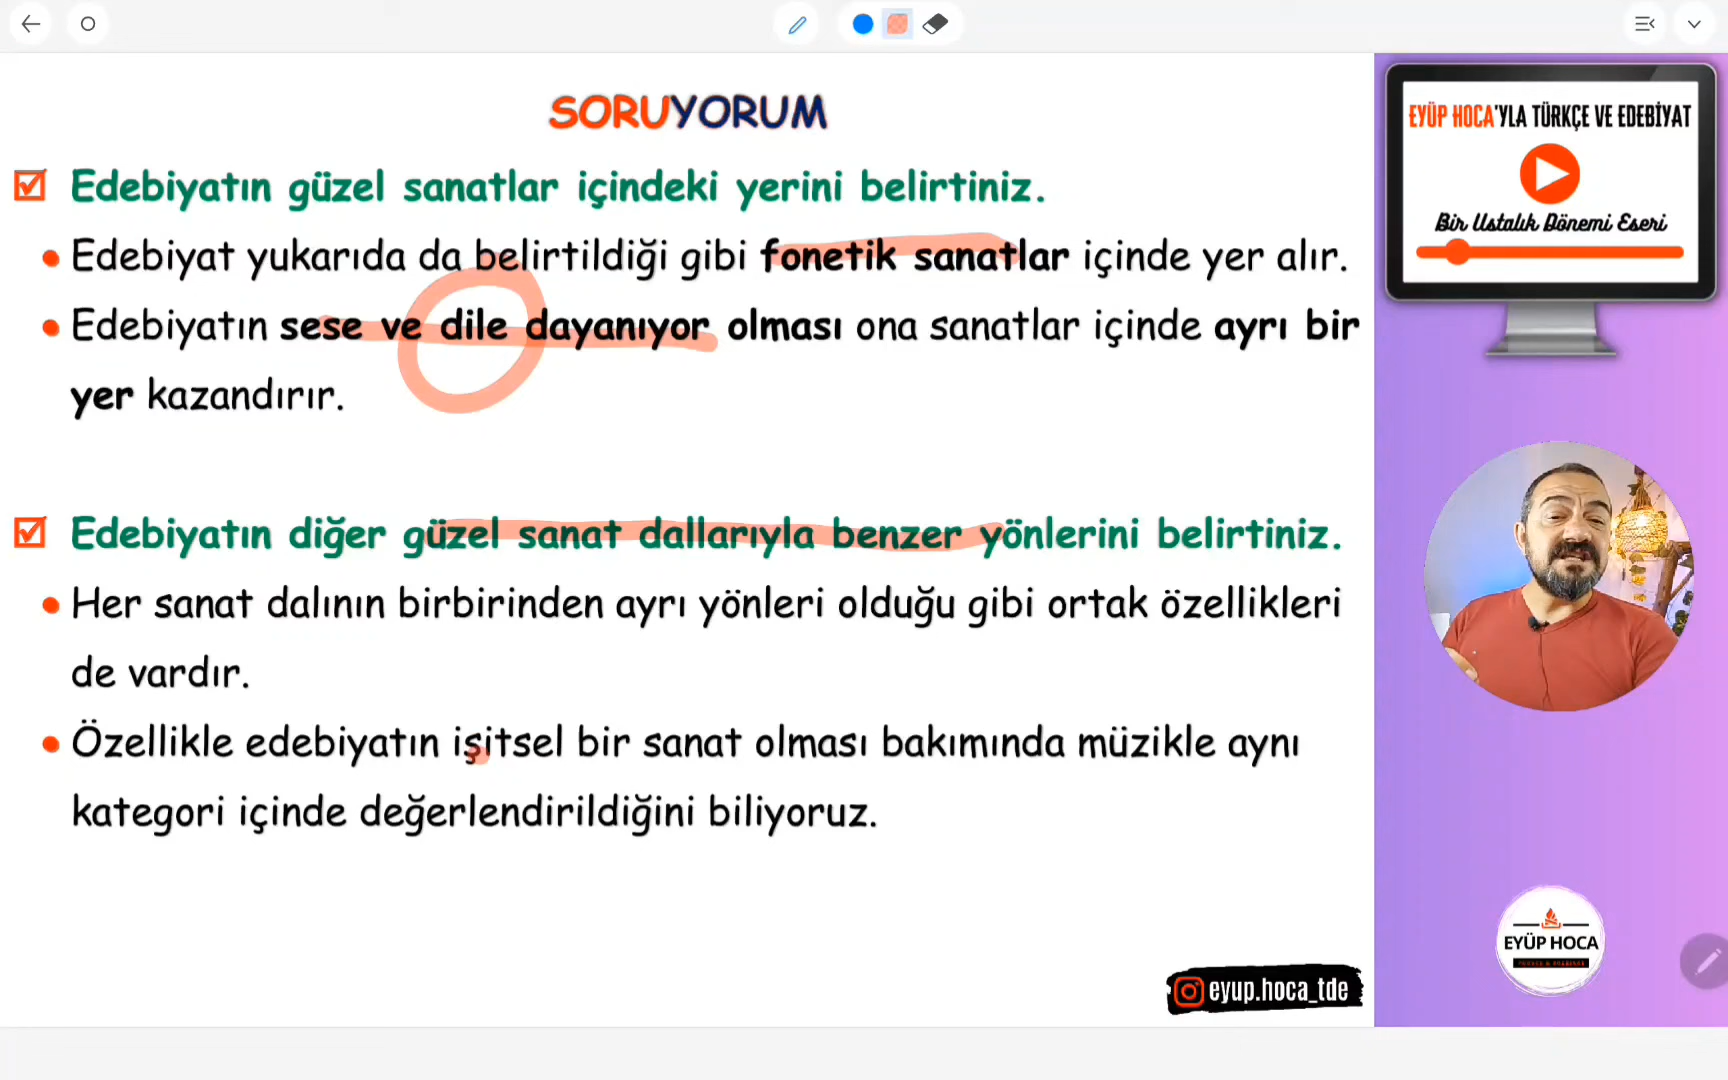 SORUYORUM
Edebiyatın güzel sanatlar içindeki yerini belirtiniz.
Edebiyat yukarıda da belirtildiği gibi fonetik sanatlar içinde yer alır.
Edebiyatın sese ve dile dayanıyor olması ona sanatlar içinde ayrı bir
yer kazandırır.
Edebiyatın diğer güzel sanat dallarıyla benzer yönlerini belirtiniz.
Her sanat dalının birbirinden ayrı yönleri olduğu gibi ortak özellikleri
de vardır.
Özellikle edebiyatın işitsel bir sanat olması bakımında müzikle aynı
kategori içinde değerlendirildiğini biliyoruz.
eyup.hoca_tde
EYÜP HOCA'YLA TÜRKÇE VE EDEBİYAT
Bir Ustalık Dönemi Eseri
EYÜP HOCA